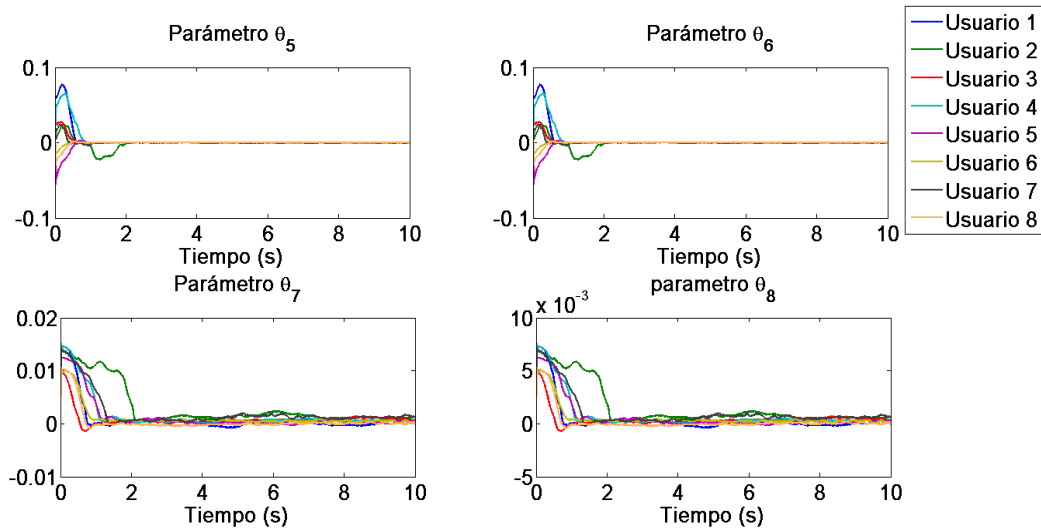 Parámetro θ5
0.1
0
-0.1
0 2 4 6 8 10
Tiempo (s)
Parámetro θ6
0.1
0
-0.1
0 2 4 6 8 10
Tiempo (s)
Usuario 1
Usuario 2
Usuario 3
Usuario 4
Usuario 5
Usuario 6
Usuario 7
Usuario 8
Parámetro θ7
0.02
0.01
0
-0.01
0 2 4 6 8 10
Tiempo (s)
parametro θ8
x 10-3
10
5
0
-5
0 2 4 6 8 10
Tiempo (s)